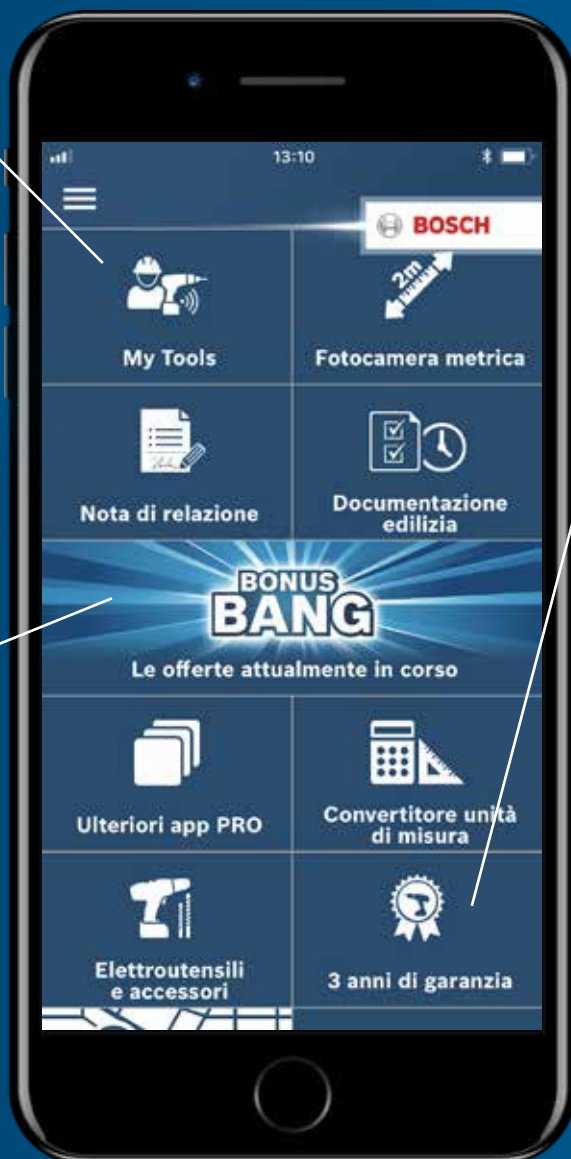 13:10
BOSCH
My Tools
2m
Fotocamera metrica
Nota di relazione
Documentazione
edilizia
BONUS
BANG
Le offerte attualmente in corso
Ulteriori app PRO
Convertitore unità
di misura
Elettroutensili
e accessori
3 anni di garanzia